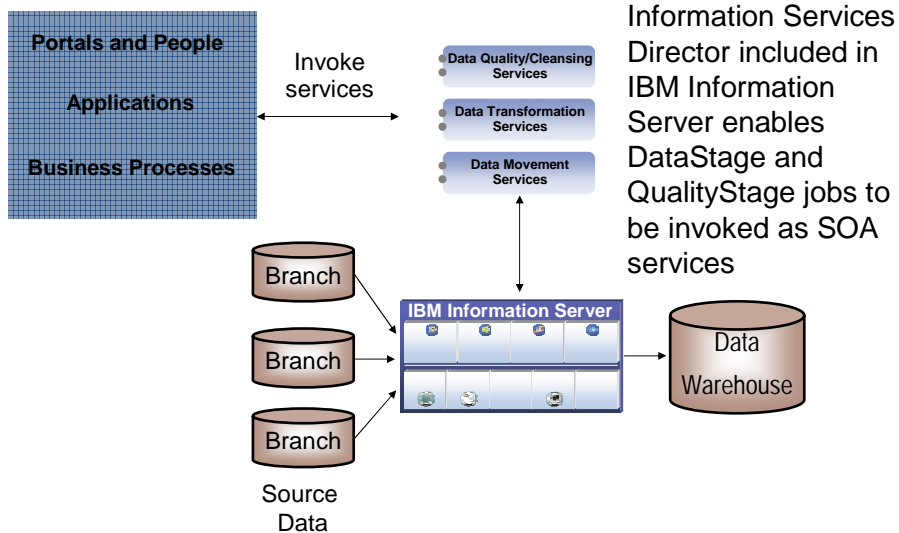 Portals and People
Applications
Business Processes
Invoke
services
Data Quality/Cleansing
Services
Data Transformation
Services
Data Movement
Services
Information Services
Director included in
IBM Information
Server enables
DataStage and
QualityStage jobs to
be invoked as SOA
services
Branch
Branch
Branch
Source
Data
IBM Information Server
Data
Warehouse